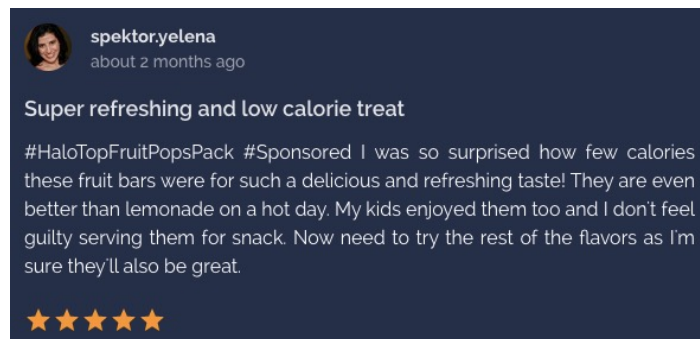 spektor.yelena
about 2 months ago
Super refreshing and low calorie treat
#HaloTopFruitPopsPack #Sponsored I was so surprised how few calories
these fruit bars were for such a delicious and refreshing taste! They are even
better than lemonade on a hot day. My kids enjoyed them too and I don't feel
guilty serving them for snack. Now need to try the rest of the flavors as I'm
sure they'll also be great.